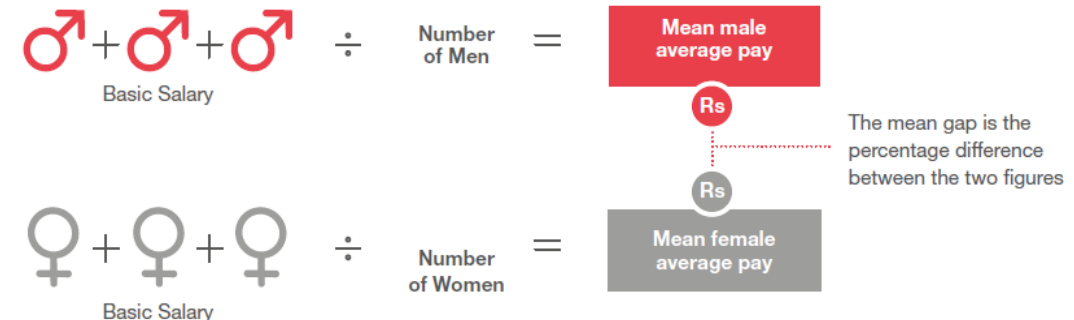 + + ÷ Number
of Men
=
Mean male
average pay
Basic Salary
Rs
The mean gap is the
percentage difference
between the two figures
Rs
+ + ÷ Number
of Women
=
Mean female
average pay
Basic Salary